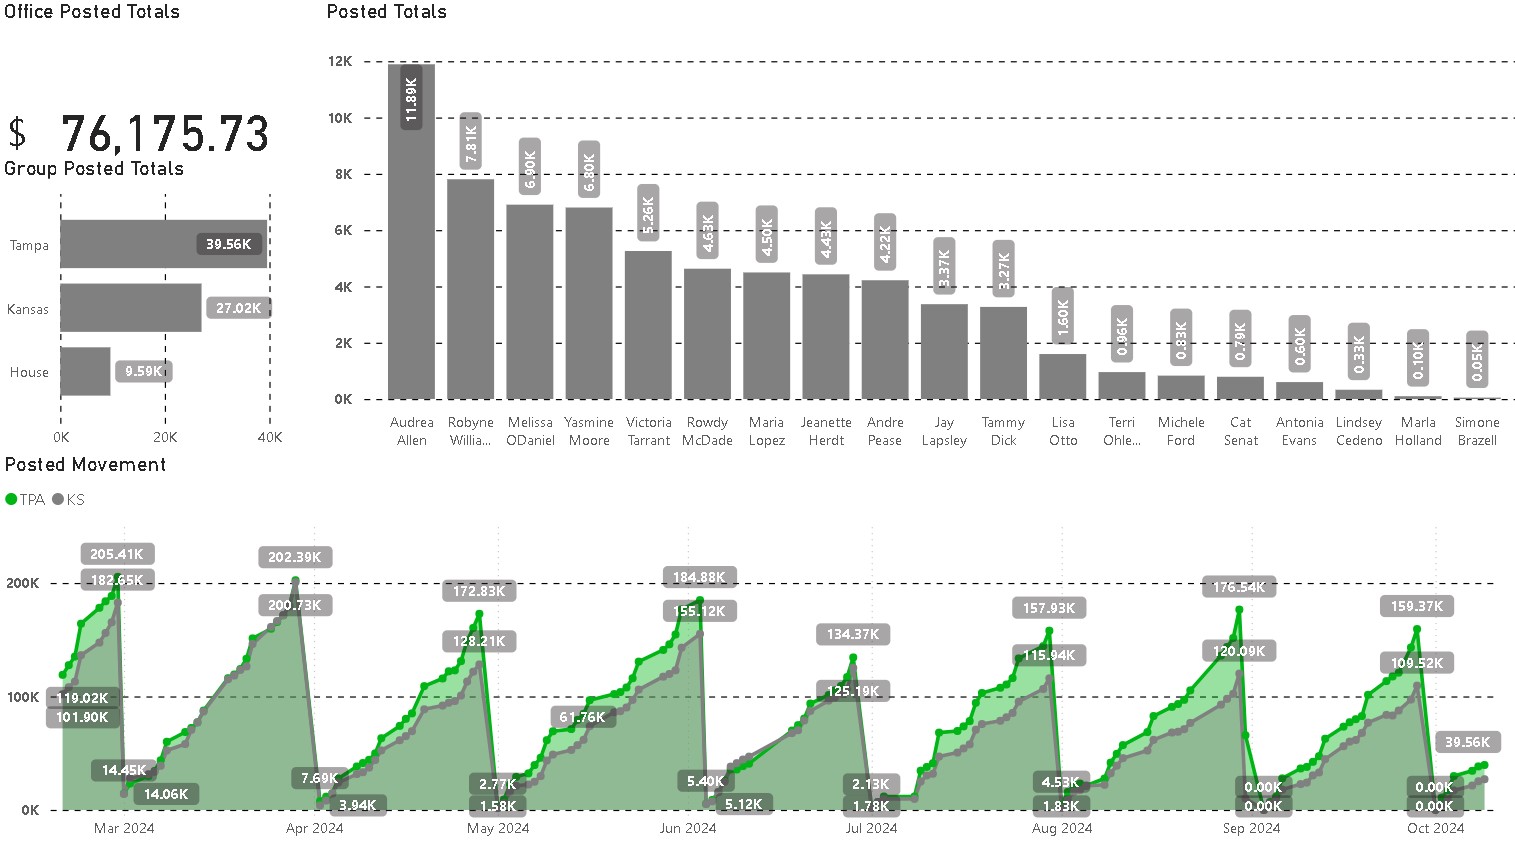 Office Posted Totals
$ 76,175.73
Group Posted Totals
Tampa 39.56K
Kansas 27.02K
House 9.59K
0K 20K 40K
Posted Totals
12K
10K
8K
6K
4K
2K
0K
11.89K 7.81K 6.90K 6.80K 5.26K 4.63K 4.50K 4.43K 4.22K 3.37K 3.27K 1.60K 0.96K 0.83K 0.79K 0.60K 0.33K 0.10K 0.05K
Audrea Robyne Melissa Yasmine Victoria Rowdy Maria Jeanette Andre Jay Tammy Lisa Terri Michele Cat Antonia Lindsey Marla Simone
Allen Willia... ODaniel Moore Tarrant McDade Lopez Herdt Pease Lapsley Dick Otto Ohle... Ford Senat Evans Cedeno Holland Brazell
Posted Movement
TPA KS
200K
100K
0K
205.41K 202.39K 172.83K 184.88K 134.37K 157.93K 176.54K 159.37K
182.65K 200.73K 128.21K 155.12K 125.19K 115.94K 120.09K 109.52K
119.02K 61.76K 39.56K
101.90K
14.45K 7.69K 2.77K 5.40K 2.13K 4.53K 0.00K 0.00K
14.06K 3.94K 1.58K 5.12K 1.78K 1.83K 0.00K 0.00K
Mar 2024 Apr 2024 May 2024 Jun 2024 Jul 2024 Aug 2024 Sep 2024 Oct 2024